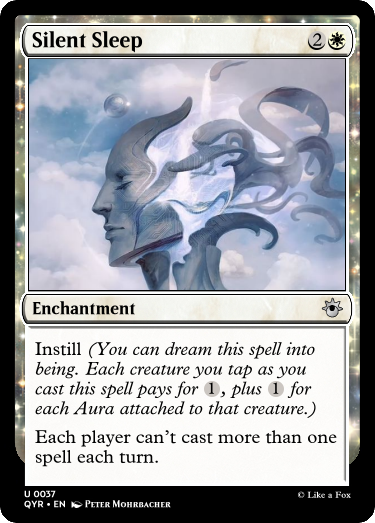 Silent Sleep 2
Enchantment
Instill (You can dream this spell into
being. Each creature you tap as you
cast this spell pays for 1, plus 1 for
each Aura attached to that creature.)
Each player can't cast more than one
spell each turn.
U 0037
QYR • EN Peter Mohrbacher
© Like a Fox